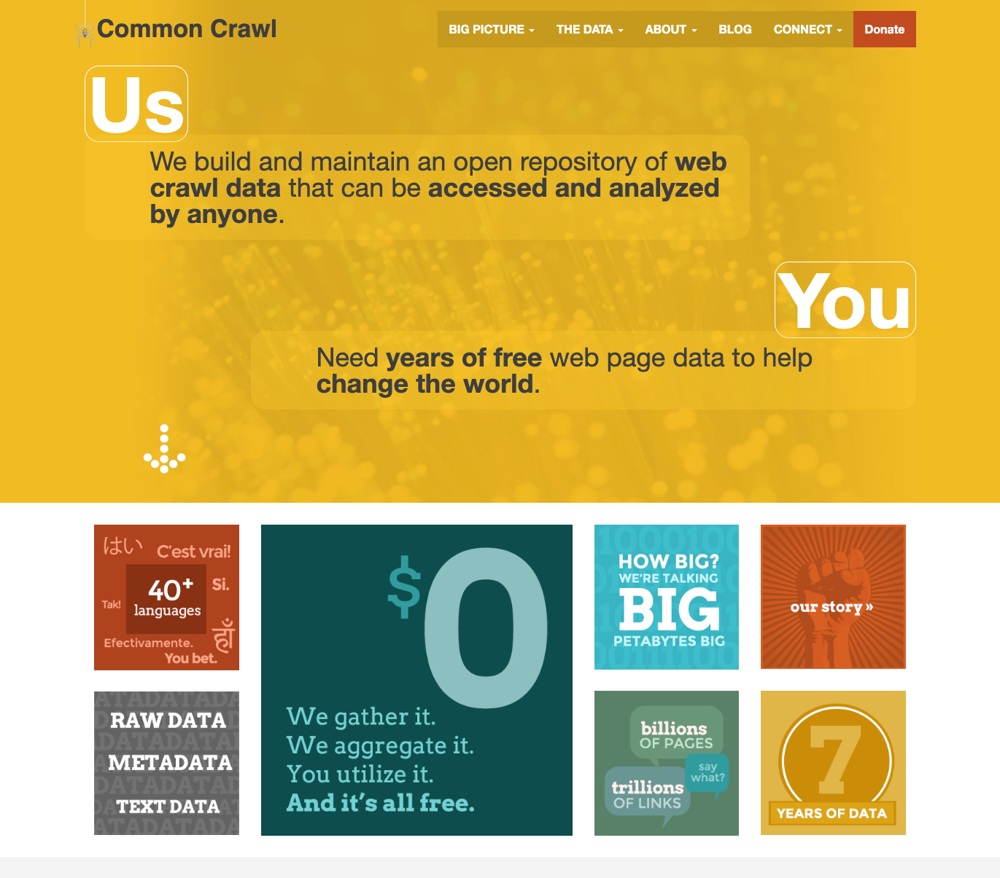 Common Crawl
BIG PICTURE
THE DATA
ABOUT
BLOG
CONNECT
Donate
Us
We build and maintain an open repository of web
crawl data that can be accessed and analyzed
by anyone.
You
Need years of free web page data to help
change the world.
はい
C'est vrai!
40+
languages
Si.
Tak!
हाँ
Efectivamente.
You bet.
$0
We gather it.
We aggregate it.
You utilize it.
And it's all free.
HOW BIG?
WE'RE TALKING
BIG
PETABYTES BIG
our story »
RAW DATA
METADATA
TEXT DATA
billions
OF PAGES
say
what?
trillions
OF LINKS
7
YEARS OF DATA